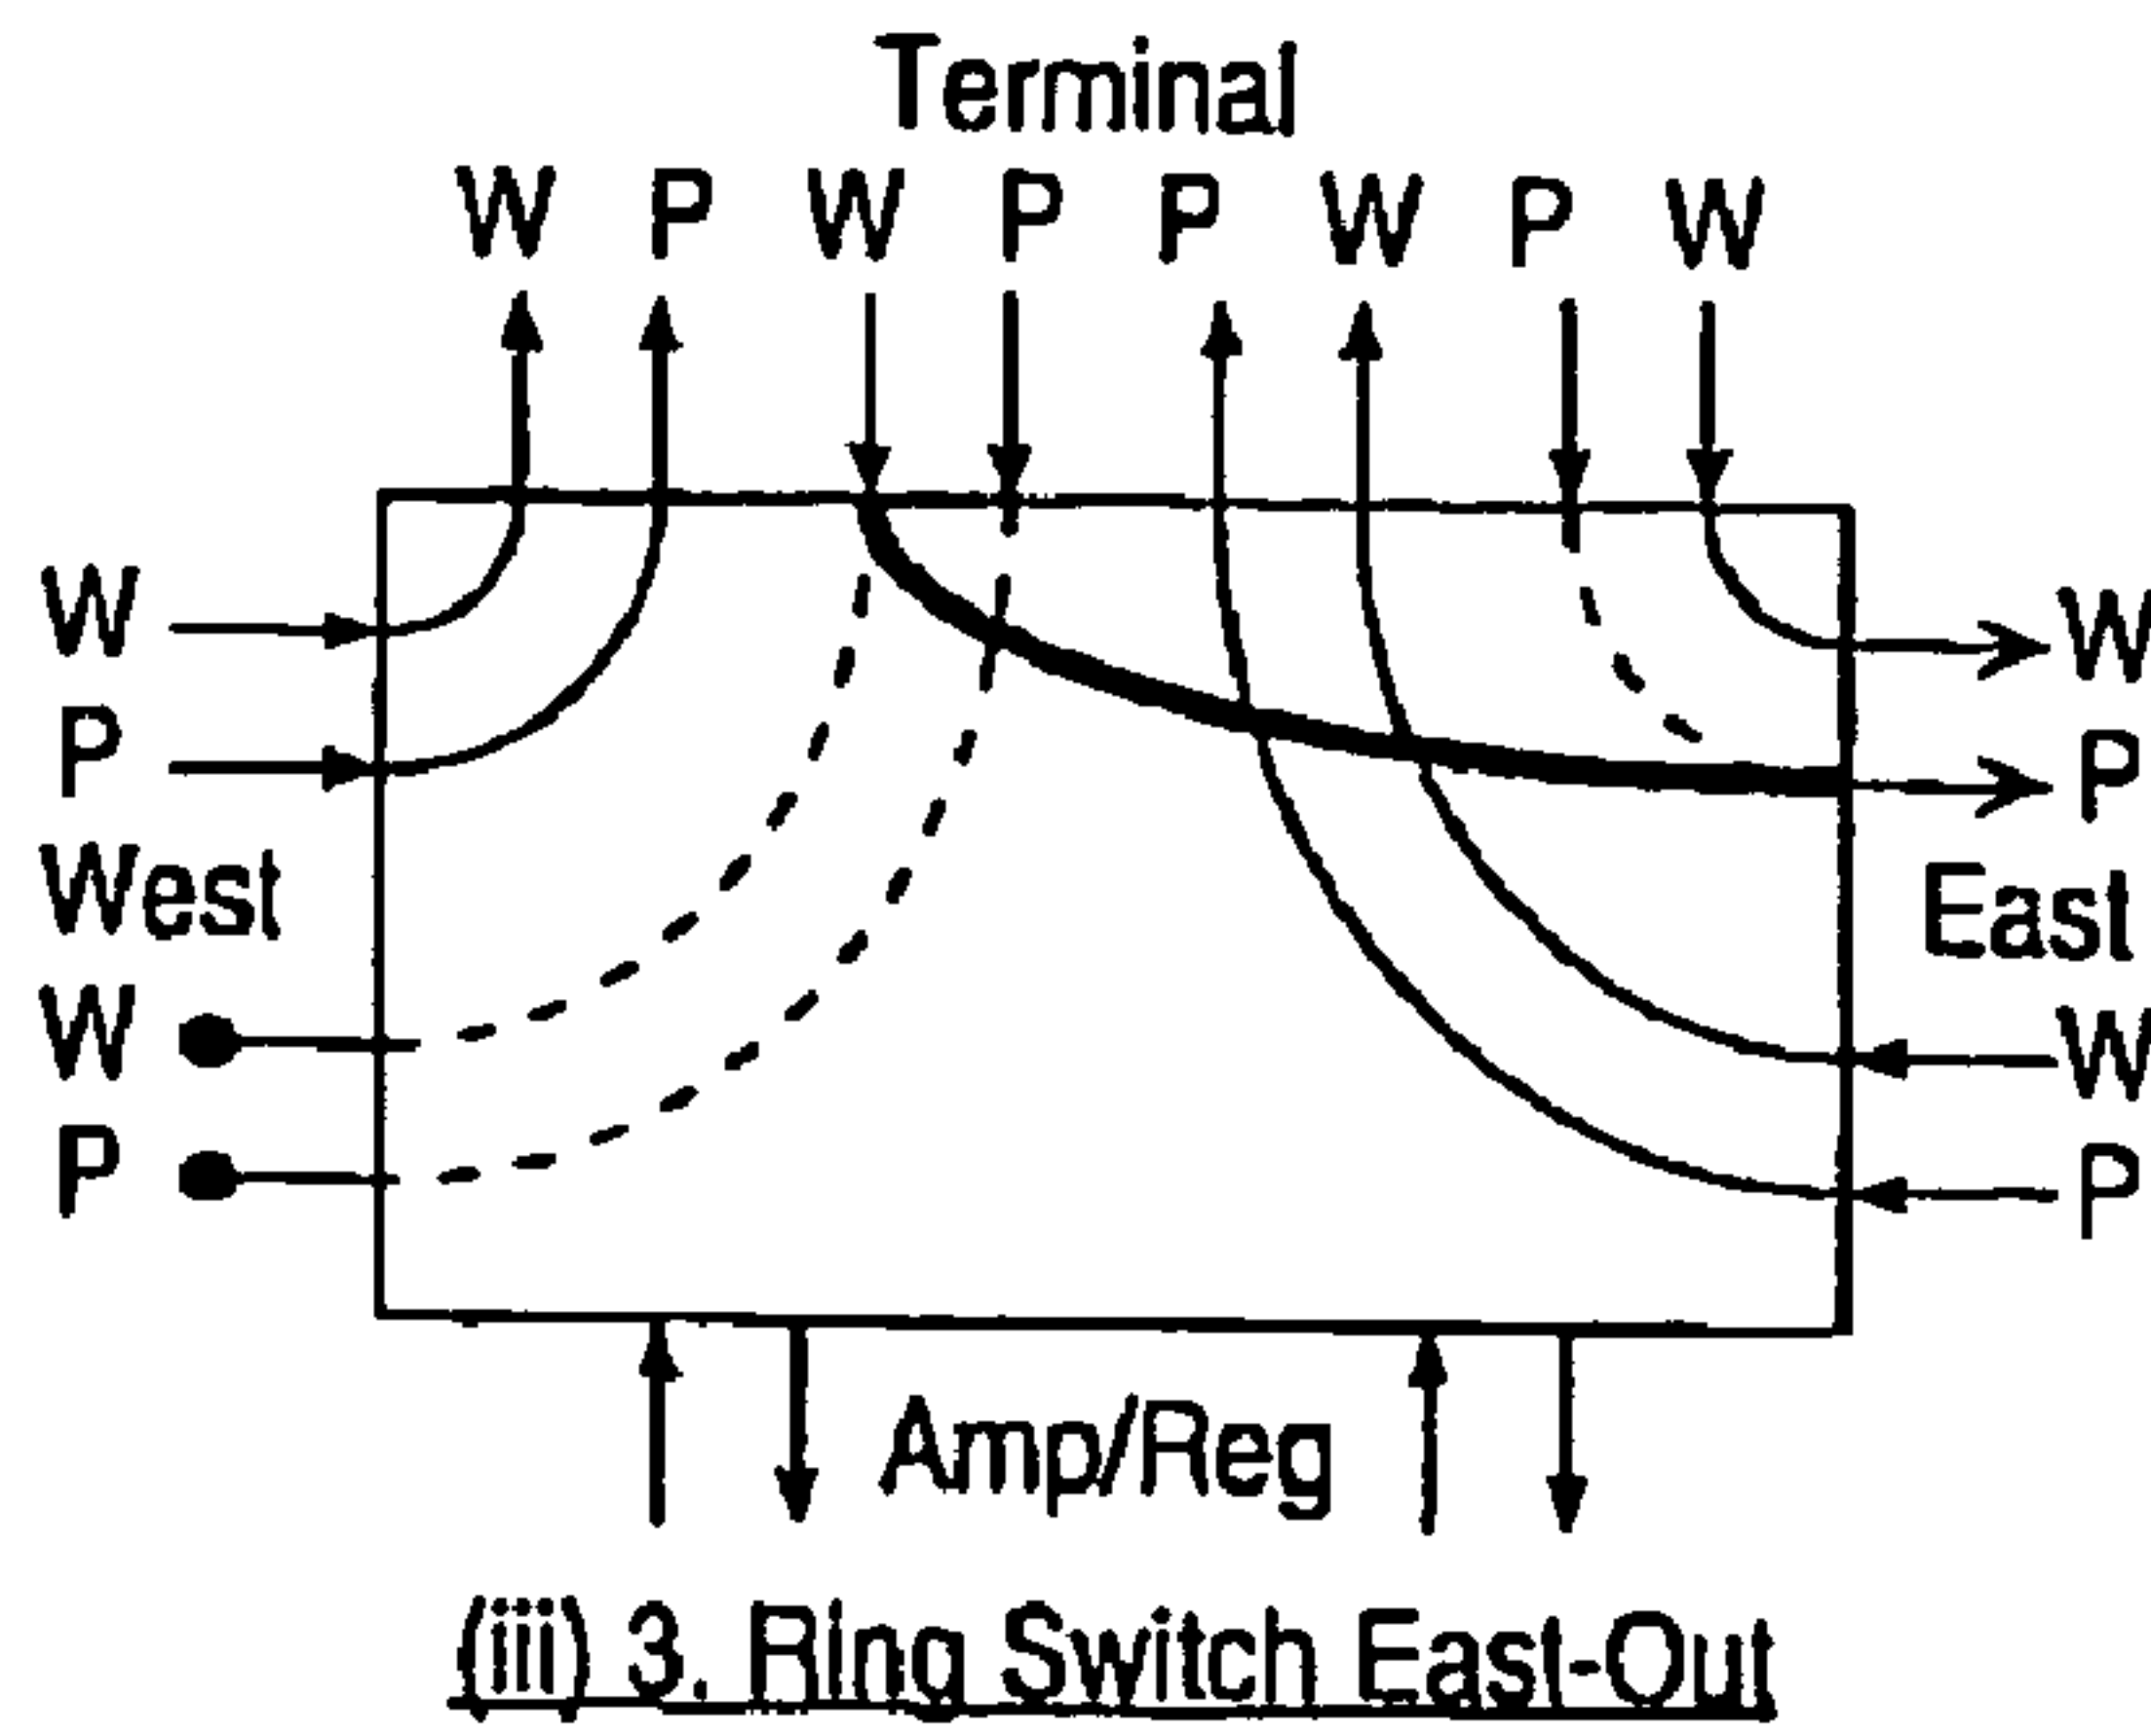 Terminal
W P W P P W P W
W W
P P
West East
W W
P P
Amp/Reg
(iii) 3. Ring Switch East-Out